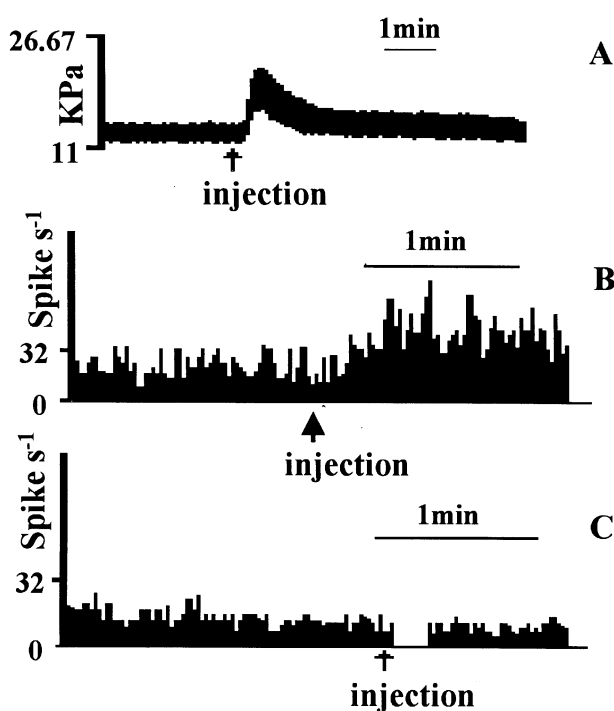 1min
26.67
A
KPa
11
injection
1min
B
Spike s-1
32
0
injection
1min
C
Spike s-1
32
0
injection